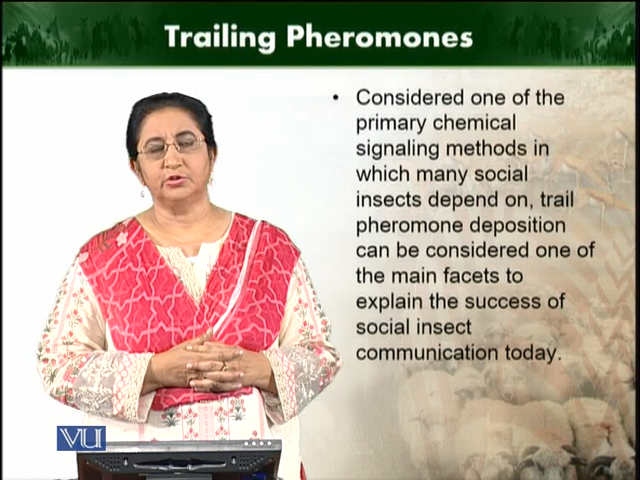 Trailing Pheromones
• Considered one of the
primary chemical
signaling methods in
which many social
insects depend on, trail
pheromone deposition
can be considered one of
the main facets to
explain the success of
social insect
communication today.
VU